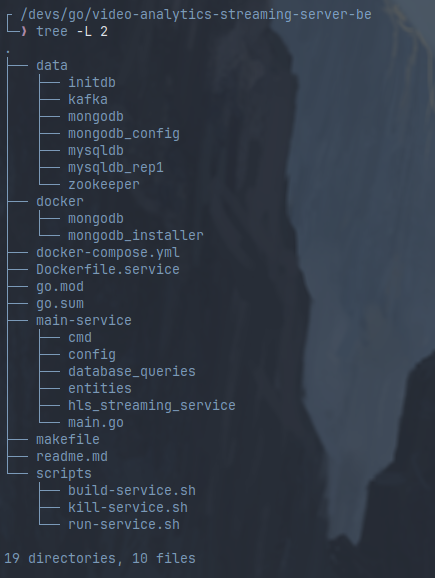 ┌ /devs/go/video-analytics-streaming-server-be
└─❯ tree -L 2
.
├── data
│   ├── initdb
│   ├── kafka
│   ├── mongodb
│   ├── mongodb_config
│   ├── mysqldb
│   ├── mysqldb_rep1
│   └── zookeeper
├── docker
│   ├── mongodb
│   └── mongodb_installer
├── docker-compose.yml
├── Dockerfile.service
├── go.mod
├── go.sum
├── main-service
│   ├── cmd
│   ├── config
│   ├── database_queries
│   ├── entities
│   ├── hls_streaming_service
│   └── main.go
├── makefile
├── readme.md
└── scripts
    ├── build-service.sh
    ├── kill-service.sh
    └── run-service.sh

19 directories, 10 files